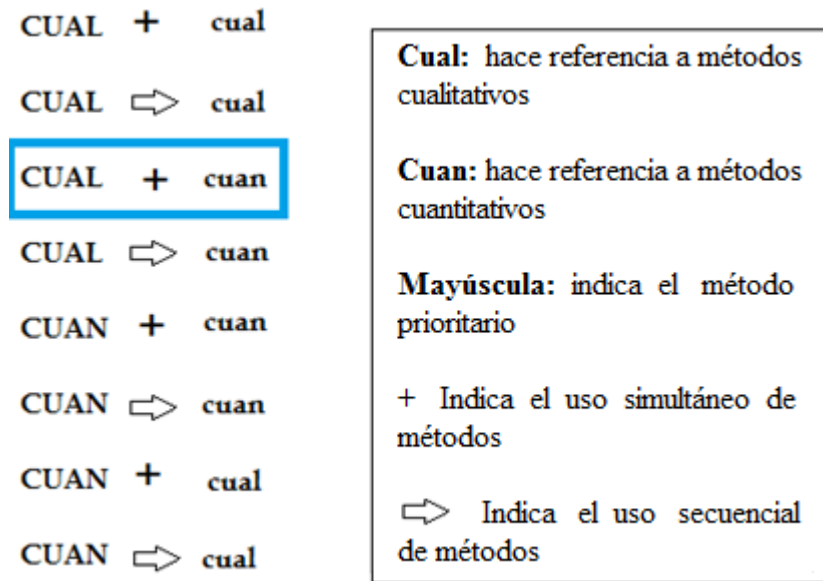 CUAL + cual
CUAL ⇨ cual
CUAL + cuan
CUAL ⇨ cuan
CUAN + cuan
CUAN ⇨ cuan
CUAN + cual
CUAN ⇨ cual
Cual: hace referencia a métodos
cualitativos
Cuan: hace referencia a métodos
cuantitativos
Mayúscula: indica el método
prioritario
+ Indica el uso simultáneo de
métodos
⇨ Indica el uso secuencial
de métodos